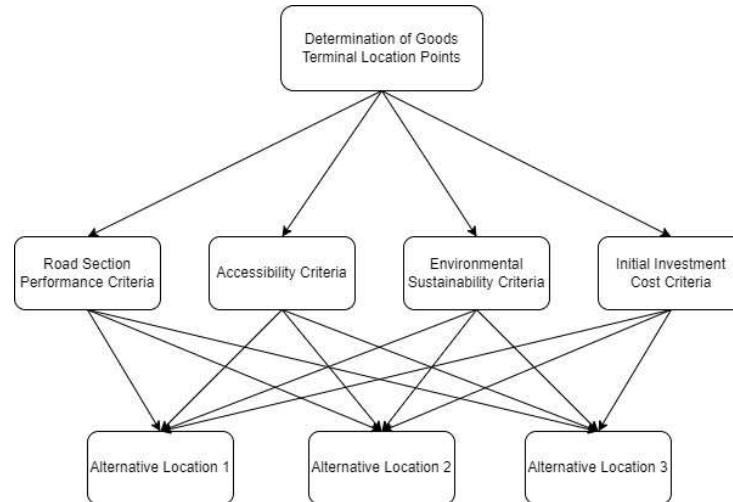 Determination of Goods
Terminal Location Points
Road Section
Performance Criteria
Accessibility Criteria
Environmental
Sustainability Criteria
Initial Investment
Cost Criteria
Alternative Location 1
Alternative Location 2
Alternative Location 3